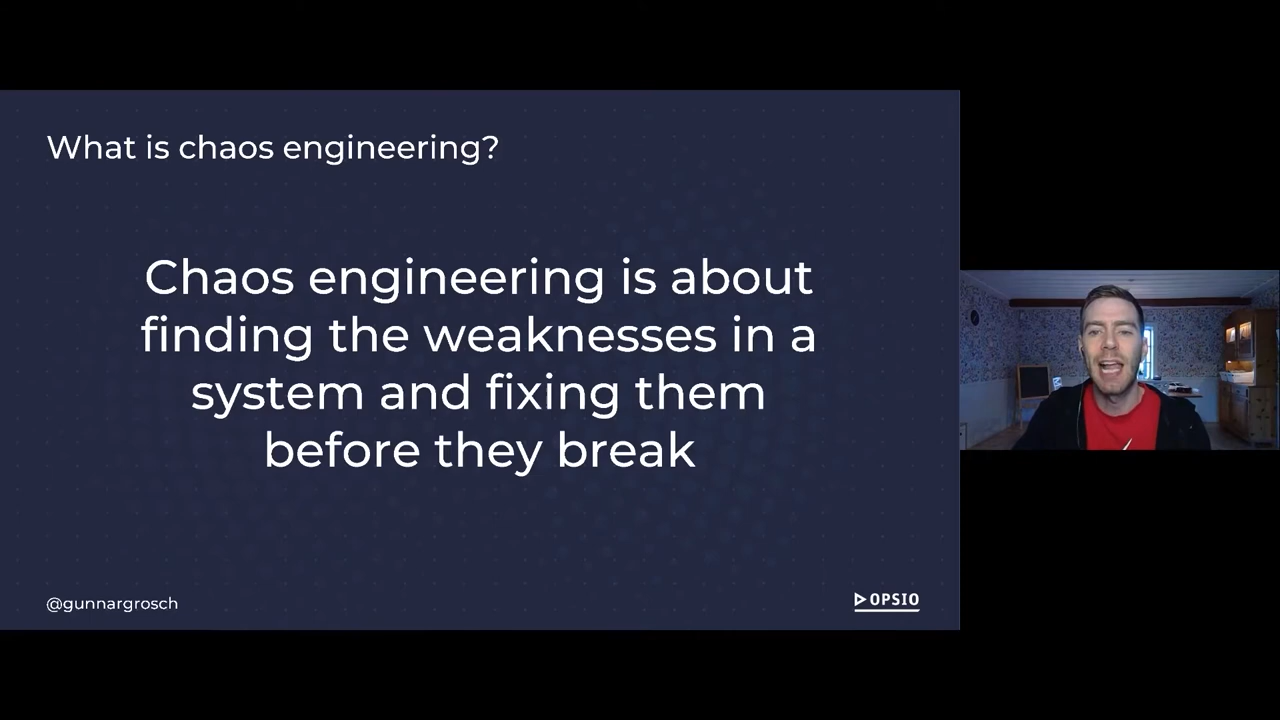 What is chaos engineering?
Chaos engineering is about
finding the weaknesses in a
system and fixing them
before they break
@gunnargrosch
OPSIO